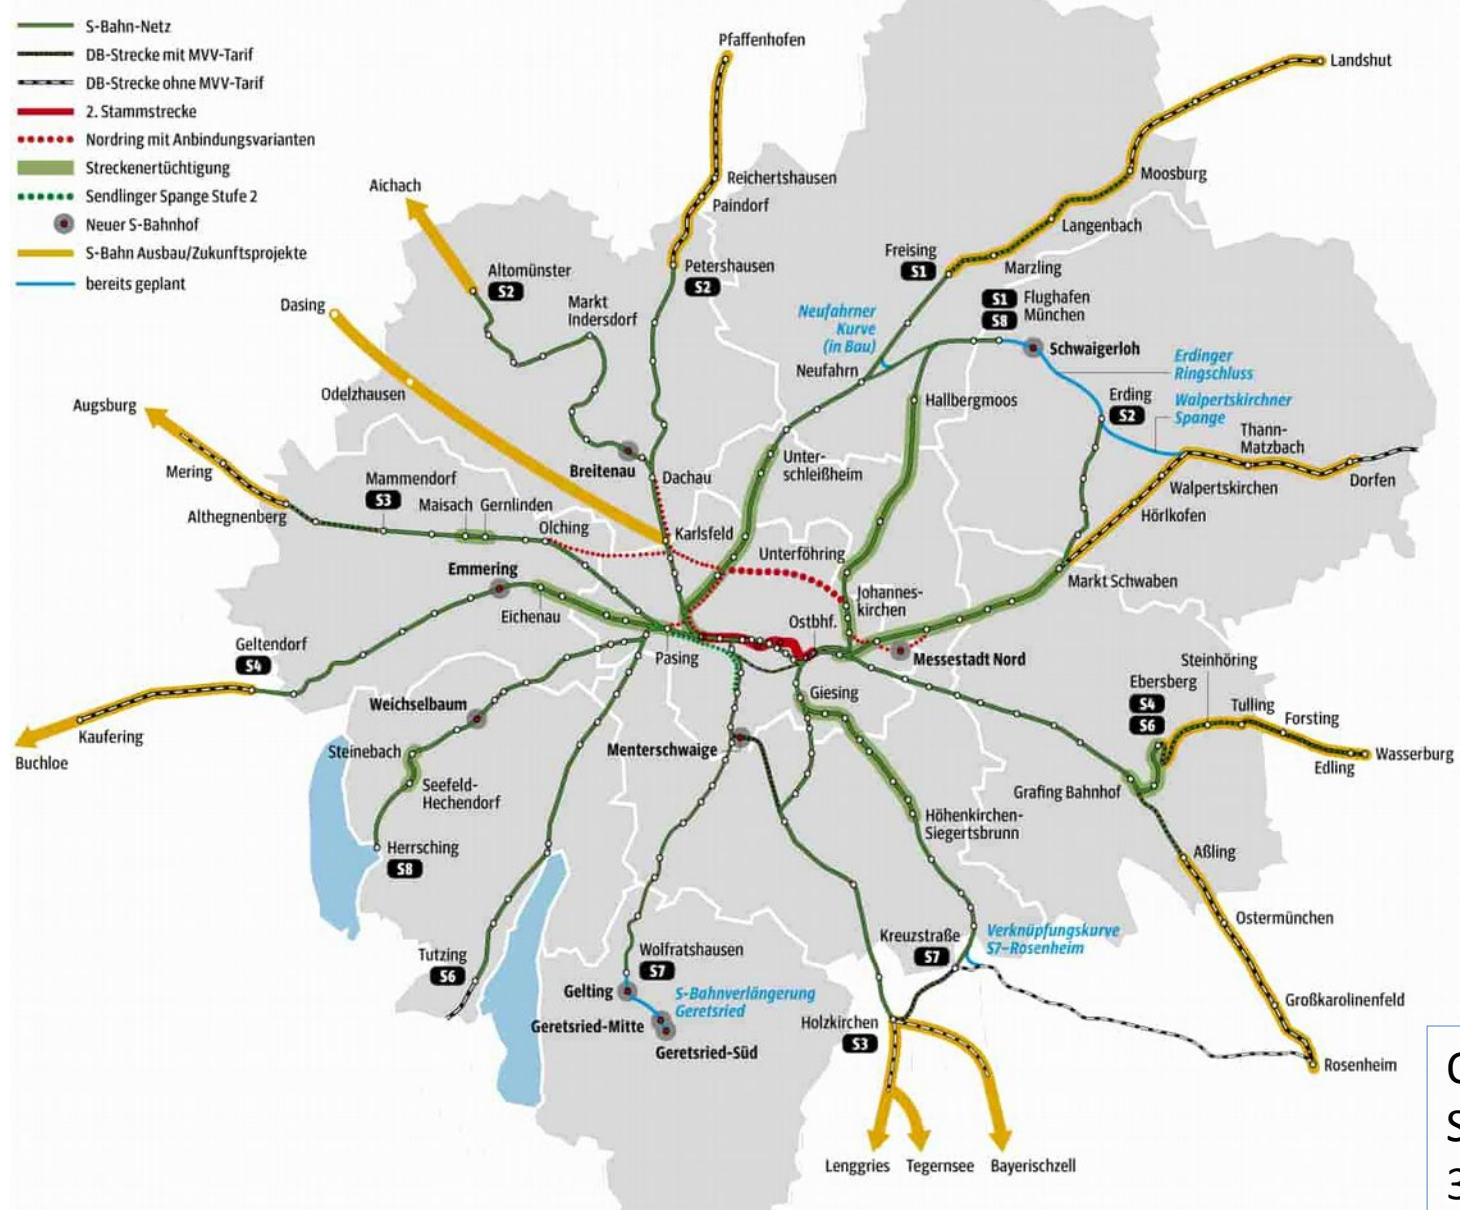 S-Bahn-Netz
DB-Strecke mit MVV-Tarif
DB-Strecke ohne MVV-Tarif
2. Stammstrecke
Nordring mit Anbindungsvarianten
Streckenertüchtigung
Sendlinger Spange Stufe 2
Neuer S-Bahnhof
S-Bahn Ausbau/Zukunftsprojekte
bereits geplant
Pfaffenhofen
Landshut
Reichertshausen
Paindorf
Moosburg
Aichach
Langenbach
Freising
S1
Marzling
Petershausen
S2
Altomünster
S2
Markt
Indersdorf
Dasing
S1
S8
Flughafen
München
Neufahrner
Kurve
(in Bau)
Schwaigerloh
Erdinger
Ringschluss
Neufahrn
Odelzhausen
Augsburg
Hallbergmoos
Erding
S2
Walpertskirchner
Spange
Thann-
Matzbach
Breitenau
Dachau
Unter-
schleißheim
Mering
Mammendorf
S3
Maisach
Gernlinden
Walpertskirchen
Dorfen
Hörlkofen
Althegnenberg
Olching
Karlsfeld
Unterföhring
Emmering
Johannes-
kirchen
Markt Schwaben
Eichenau
Ostbhf.
Geltendorf
S4
Pasing
Messestadt Nord
Steinhöring
Ebersberg
S4
S6
Giesing
Weichselbaum
Tulling
Forsting
Kaufering
Buchloe
Steinebach
Menterschwaige
Wasserburg
Edling
Seefeld-
Hechendorf
Grafing Bahnhof
Höhenkirchen-
Siegertsbrunn
Herrsching
S8
Aßling
Ostermünchen
Kreuzstraße
S7
Verknüpfungskurve
S7–Rosenheim
Tutzing
S6
Wolfratshausen
S7
Gelting
S-Bahnverlängerung
Geretsried
Geretsried-Mitte
Geretsried-Süd
Holzkirchen
S3
Großkarolinenfeld
Rosenheim
Lenggries
Tegernsee
Bayerischzell